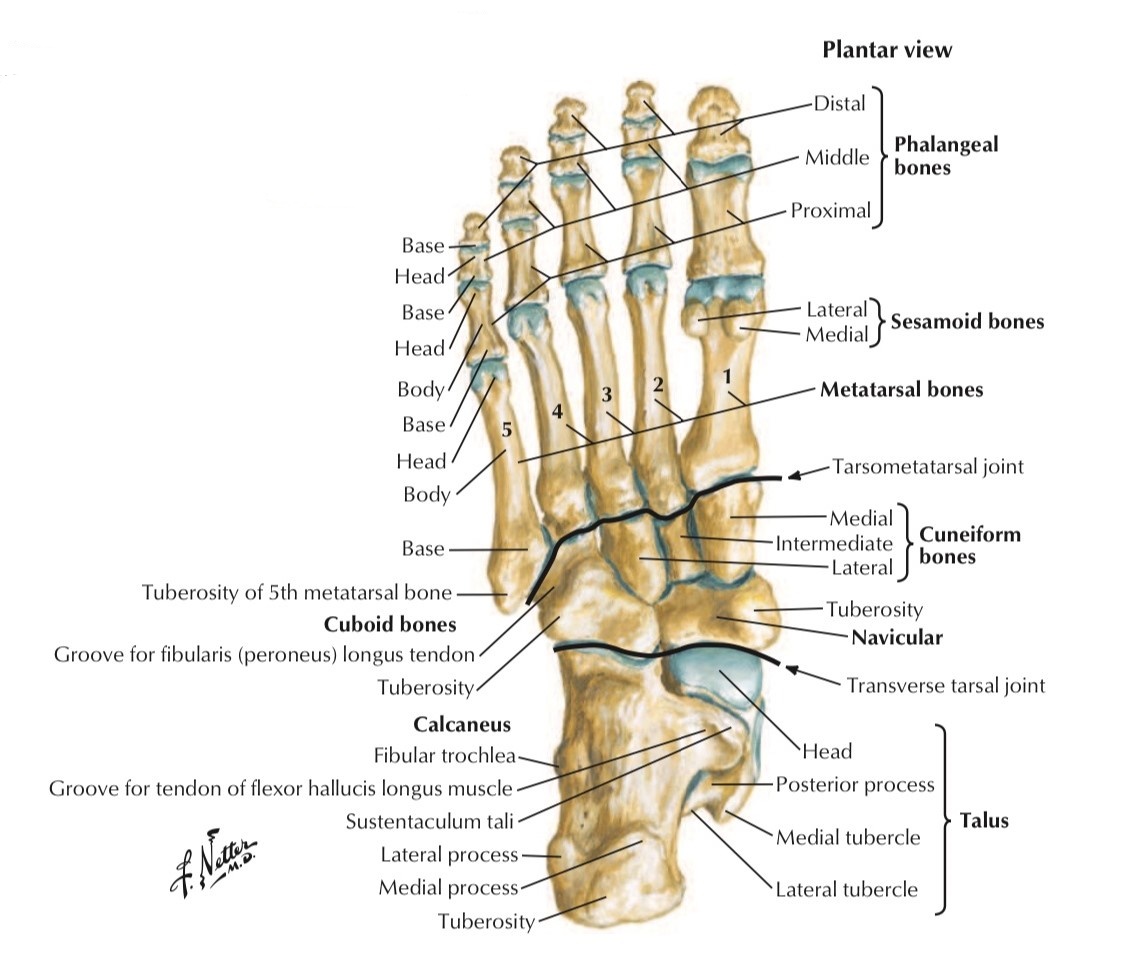 Plantar view
Distal
Middle
Proximal
Phalangeal
bones
Base
Head
Base
Head
Body
Base
Head
Body
Base
Lateral
Medial
Sesamoid bones
1
2
3
4
5
Metatarsal bones
Tarsometatarsal joint
Medial
Intermediate
Lateral
Cuneiform
bones
Tuberosity of 5th metatarsal bone
Cuboid bones
Groove for fibularis (peroneus) longus tendon
Tuberosity
Tuberosity
Navicular
Transverse tarsal joint
Calcaneus
Fibular trochlea
Groove for tendon of flexor hallucis longus muscle
Sustentaculum tali
Lateral process
Medial process
Tuberosity
Head
Posterior process
Medial tubercle
Lateral tubercle
Talus
F. Netter
M.D.